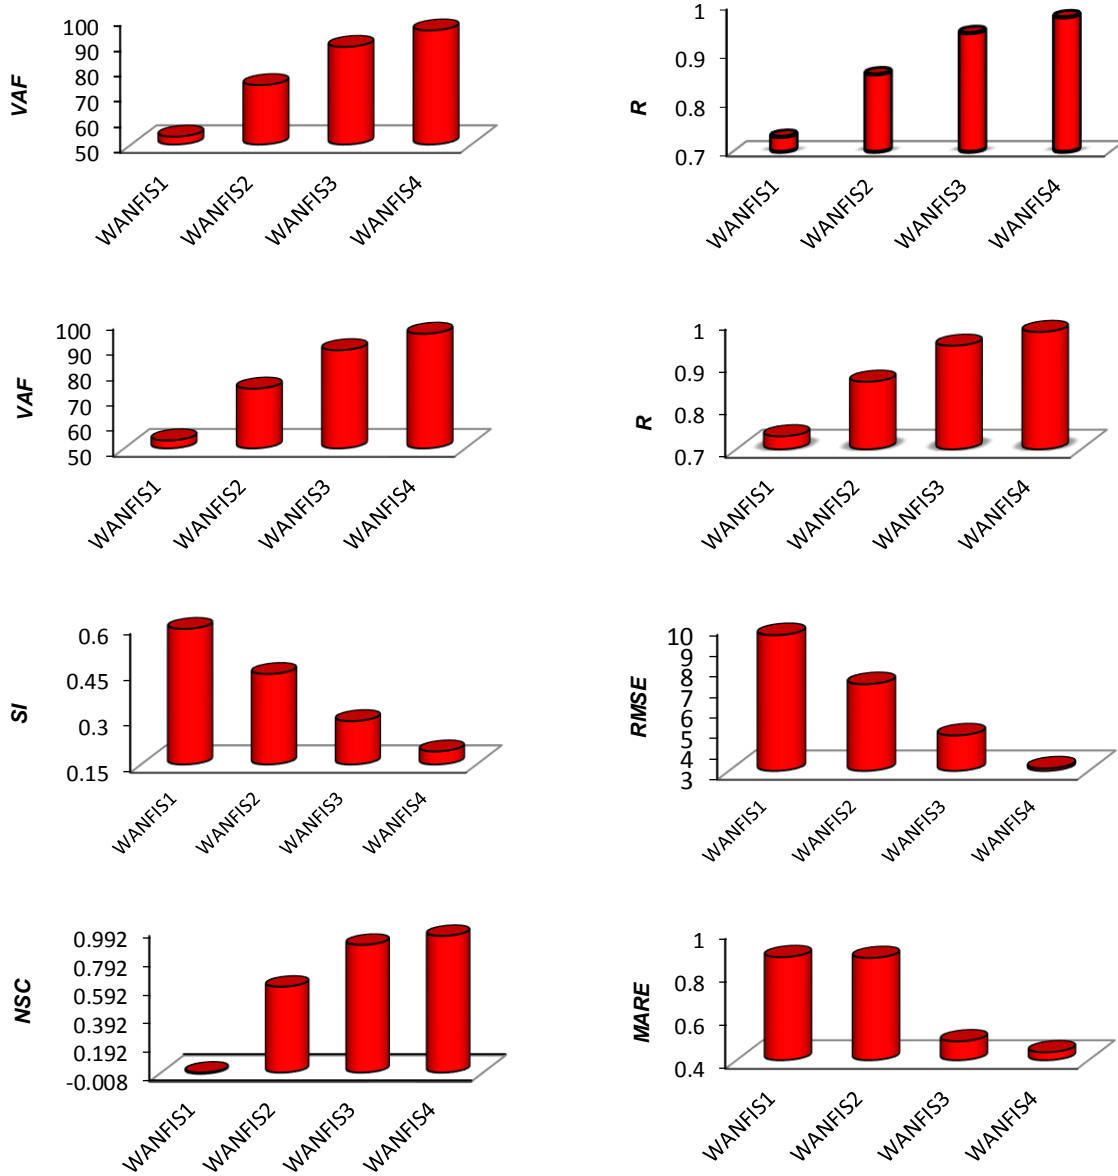 VAF
100
90
80
70
60
50
WANFIS1
WANFIS2
WANFIS3
WANFIS4
R
1
0.9
0.8
0.7
WANFIS1
WANFIS2
WANFIS3
WANFIS4
VAF
100
90
80
70
60
50
WANFIS1
WANFIS2
WANFIS3
WANFIS4
R
1
0.9
0.8
0.7
WANFIS1
WANFIS2
WANFIS3
WANFIS4
SI
0.6
0.45
0.3
0.15
WANFIS1
WANFIS2
WANFIS3
WANFIS4
RMSE
10
9
8
7
6
5
4
3
WANFIS1
WANFIS2
WANFIS3
WANFIS4
NSC
0.992
0.792
0.592
0.392
0.192
-0.008
WANFIS1
WANFIS2
WANFIS3
WANFIS4
MARE
1
0.8
0.6
0.4
WANFIS1
WANFIS2
WANFIS3
WANFIS4